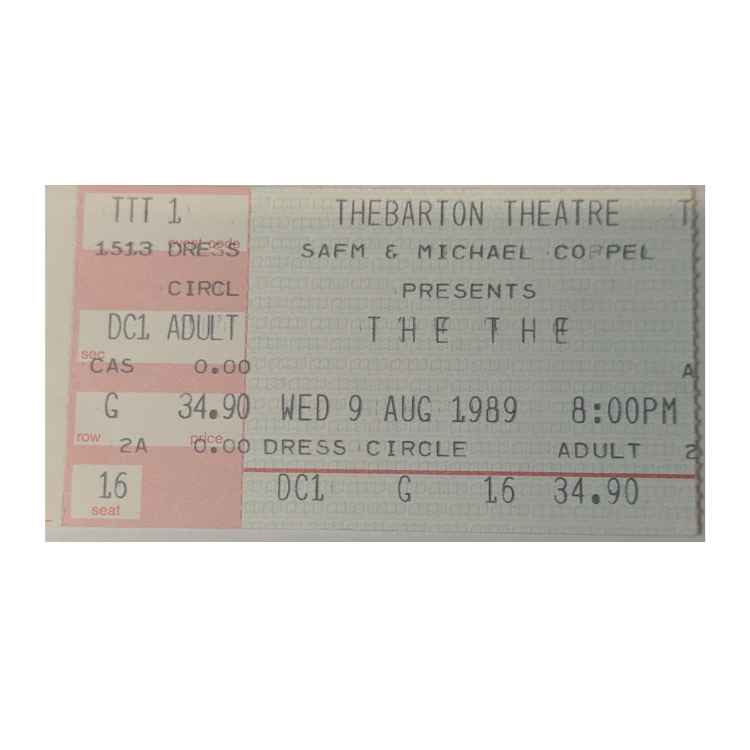 TTT 1
event code
1513 DRESS
CIRCL
DC1 ADULT
sec
CAS 0.00
G 34.90
row price
2A 0.00
16
seat
THEBARTON THEATRE T
SAFM & MICHAEL COPPEL
PRESENTS
T H E T H E
A
WED 9 AUG 1989 8:00PM
DRESS CIRCLE ADULT 2
DC1 G 16 34.90